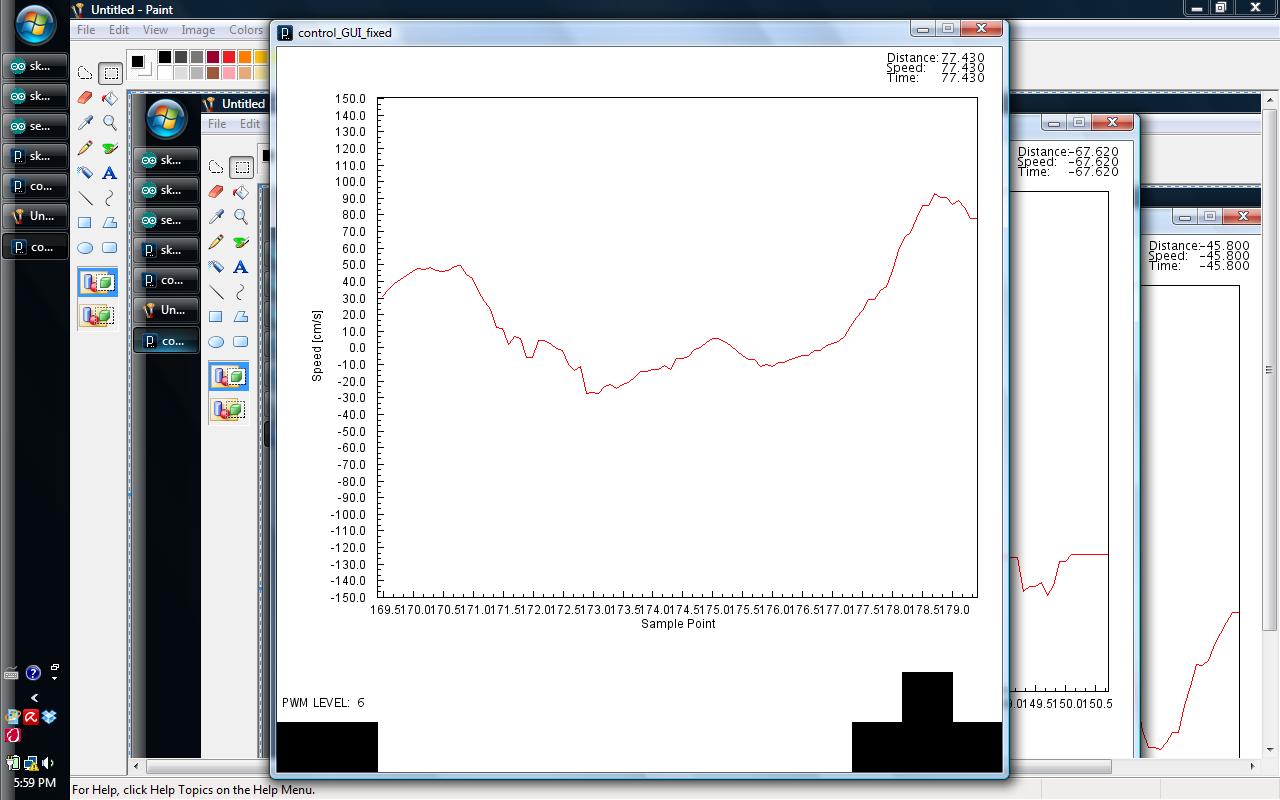 Untitled - Paint
File Edit View Image Colors
sk...
sk...
se...
sk...
co...
Un...
co...
5:59 PM
Untitled
File Edit
sk...
sk...
se...
sk...
co...
Un...
co...
control_GUI_fixed
Distance: 77.430
Speed: 77.430
Time: 77.430
150.0
140.0
130.0
120.0
110.0
100.0
90.0
80.0
70.0
60.0
50.0
40.0
30.0
20.0
10.0
0.0
-10.0
-20.0
-30.0
-40.0
-50.0
-60.0
-70.0
-80.0
-90.0
-100.0
-110.0
-120.0
-130.0
-140.0
-150.0
Speed [cm/s]
169.5170.0170.5171.0171.5172.0172.5173.0173.5174.0174.5175.0175.5176.0176.5177.0177.5178.0178.5179.0
Sample Point
PWM LEVEL: 6
Distance:-67.620
Speed: -67.620
Time: -67.620
9.0149.5150.0150.5
Distance:-45.800
Speed: -45.800
Time: -45.800
For Help, click Help Topics on the Help Menu.